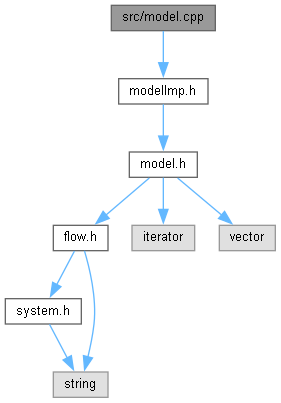 src/model.cpp
modelImp.h
model.h
flow.h
iterator
vector
system.h
string